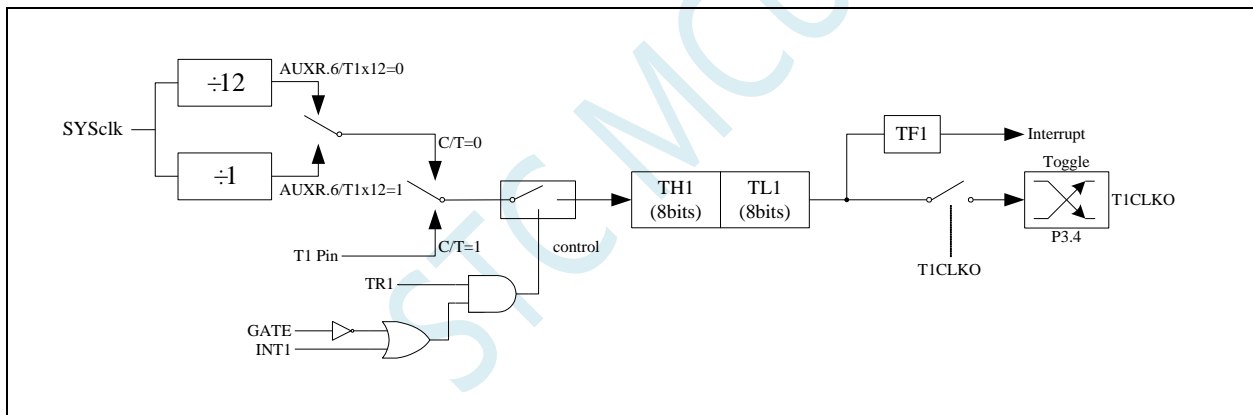 ÷12
AUXR.6/T1x12=0
SYSclk
÷1
AUXR.6/T1x12=1
C/T=0
C/T=1
T1 Pin
TR1
GATE
INT1
control
TH1
(8bits)
TL1
(8bits)
TF1
Interrupt
Toggle
T1CLKO
P3.4
T1CLKO
STC MCU